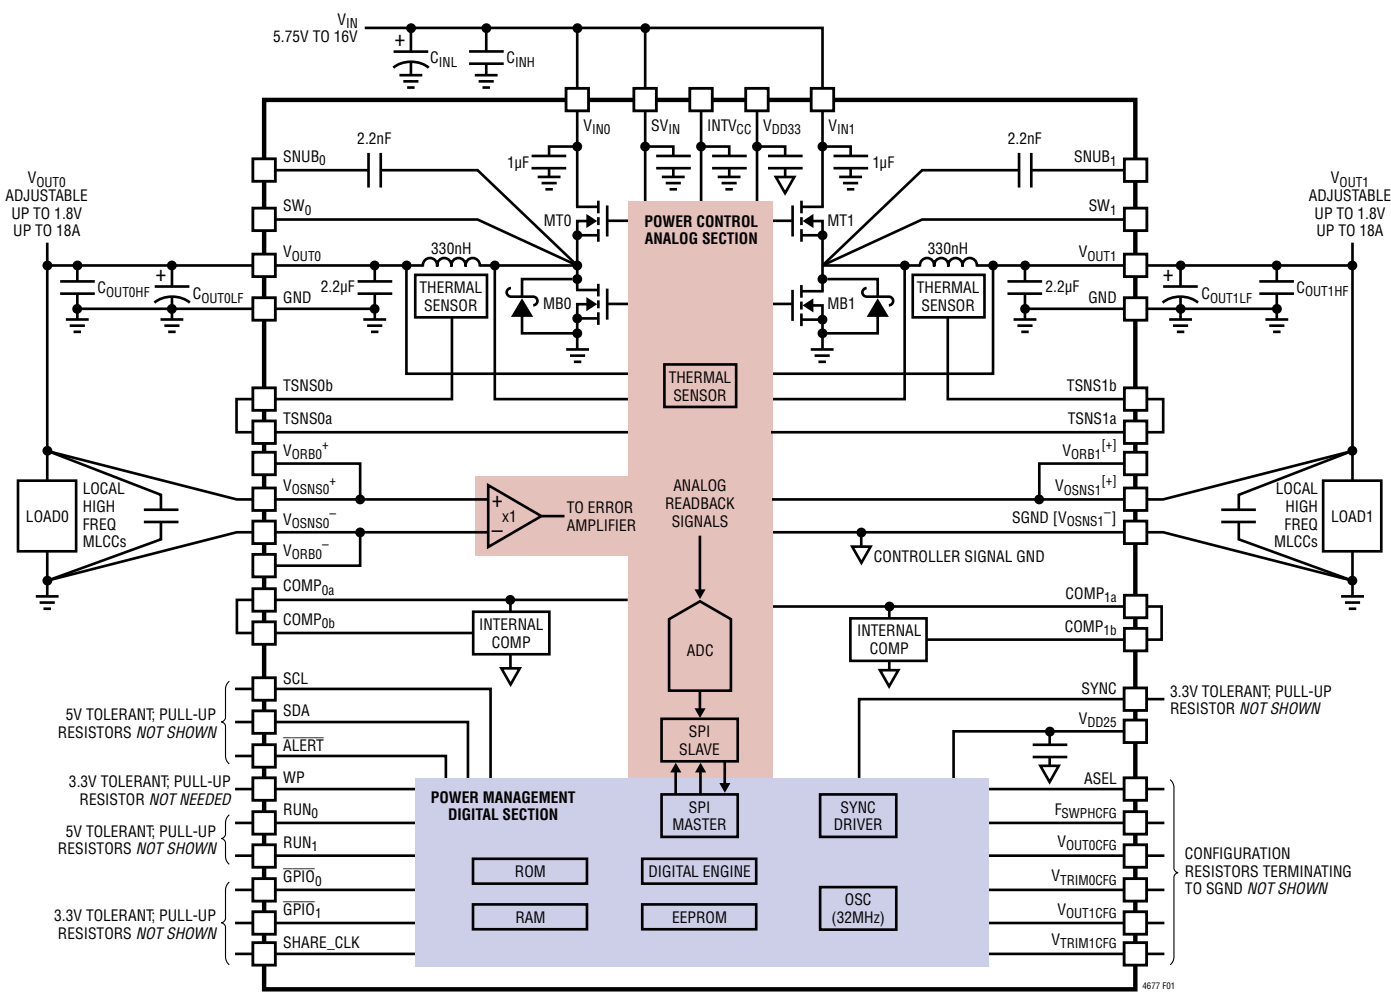 VIN
5.75V TO 16V
+
CINL
CINH
VIN0
SVIN
INTVCC
VDD33
VIN1
SNUB0
2.2nF
1µF
1µF
2.2nF
SNUB1
VOUT0
ADJUSTABLE
UP TO 1.8V
UP TO 18A
VOUT1
ADJUSTABLE
UP TO 1.8V
UP TO 18A
SW0
MT0
POWER CONTROL
ANALOG SECTION
MT1
SW1
VOUT0
330nH
330nH
VOUT1
COUT0HF
+
COUT0LF
2.2µF
THERMAL
SENSOR
MB0
MB1
THERMAL
SENSOR
2.2µF
+
COUT1LF
COUT1HF
GND
GND
THERMAL
SENSOR
TSNS0b
TSNS1b
TSNS0a
TSNS1a
VORB0+
VORB1[+]
VOSNS0+
VOSNS1[+]
LOAD0
LOCAL
HIGH
FREQ
MLCCs
+
–
x1
TO ERROR
AMPLIFIER
ANALOG
READBACK
SIGNALS
LOCAL
HIGH
FREQ
MLCCs
LOAD1
VOSNS0–
SGND [VOSNS1–]
VORB0–
CONTROLLER SIGNAL GND
COMP0a
COMP1a
COMP0b
INTERNAL
COMP
ADC
INTERNAL
COMP
COMP1b
SCL
5V TOLERANT; PULL-UP
RESISTORS NOT SHOWN
SDA
ALERT
SPI
SLAVE
SYNC
3.3V TOLERANT; PULL-UP
RESISTOR NOT SHOWN
VDD25
3.3V TOLERANT; PULL-UP
RESISTOR NOT NEEDED
WP
ASEL
POWER MANAGEMENT
DIGITAL SECTION
SPI
MASTER
SYNC
DRIVER
5V TOLERANT; PULL-UP
RESISTORS NOT SHOWN
RUN0
RUN1
FSWPHCFG
VOUT0CFG
ROM
DIGITAL ENGINE
VTRIM0CFG
CONFIGURATION
RESISTORS TERMINATING
TO SGND NOT SHOWN
3.3V TOLERANT; PULL-UP
RESISTORS NOT SHOWN
GPIO0
GPIO1
SHARE_CLK
RAM
EEPROM
OSC
(32MHz)
VOUT1CFG
VTRIM1CFG
4677 F01